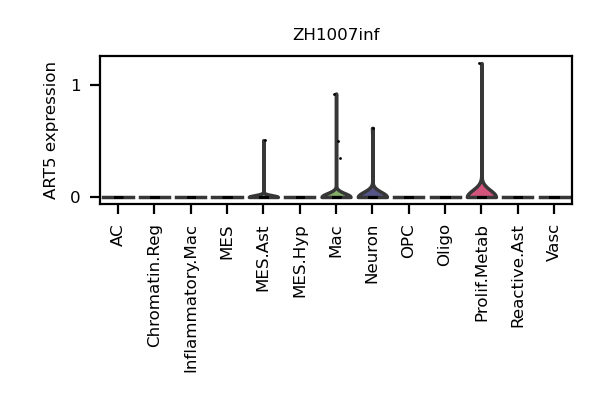 ZH1007inf
ART5 expression
1
0
AC
Chromatin.Reg
Inflammatory.Mac
MES
MES.Ast
MES.Hyp
Mac
Neuron
OPC
Oligo
Prolif.Metab
Reactive.Ast
Vasc